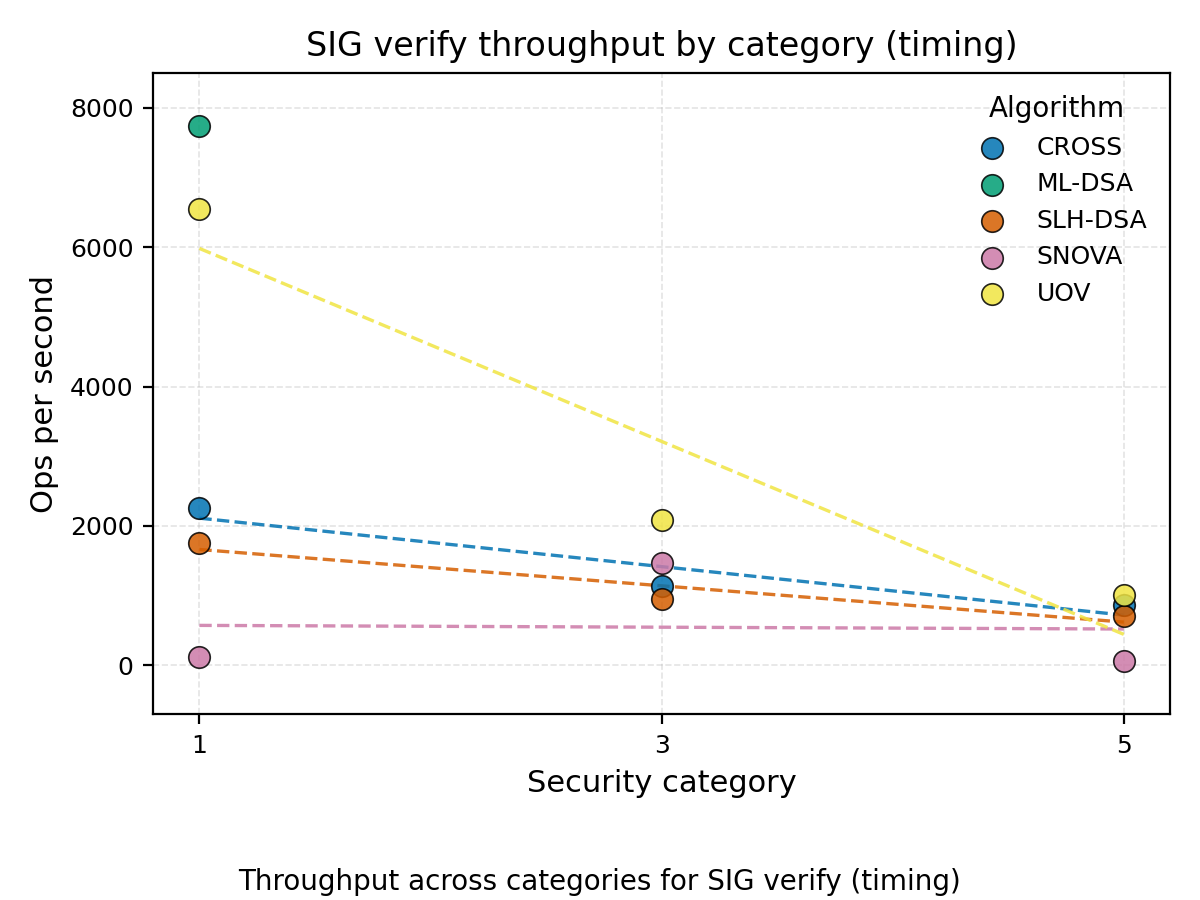 SIG verify throughput by category (timing)
Ops per second
8000
6000
4000
2000
0
1
3
5
Security category
Algorithm
CROSS
ML-DSA
SLH-DSA
SNOVA
UOV
Throughput across categories for SIG verify (timing)